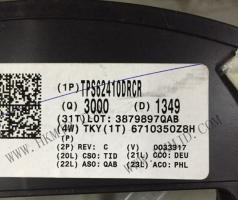 (1P) TPS62410DRCR
(Q) 3000 (D) 1349
(31T) LOT: 3879897QAB
(4W) TKY (1T) 6710350Z8H
(P)
(2P) REV: C (V) 0033317
(20L) CSO: TID (21L) CCO: DEU
(22L) ASO: QAB (23L) ACO: PHL